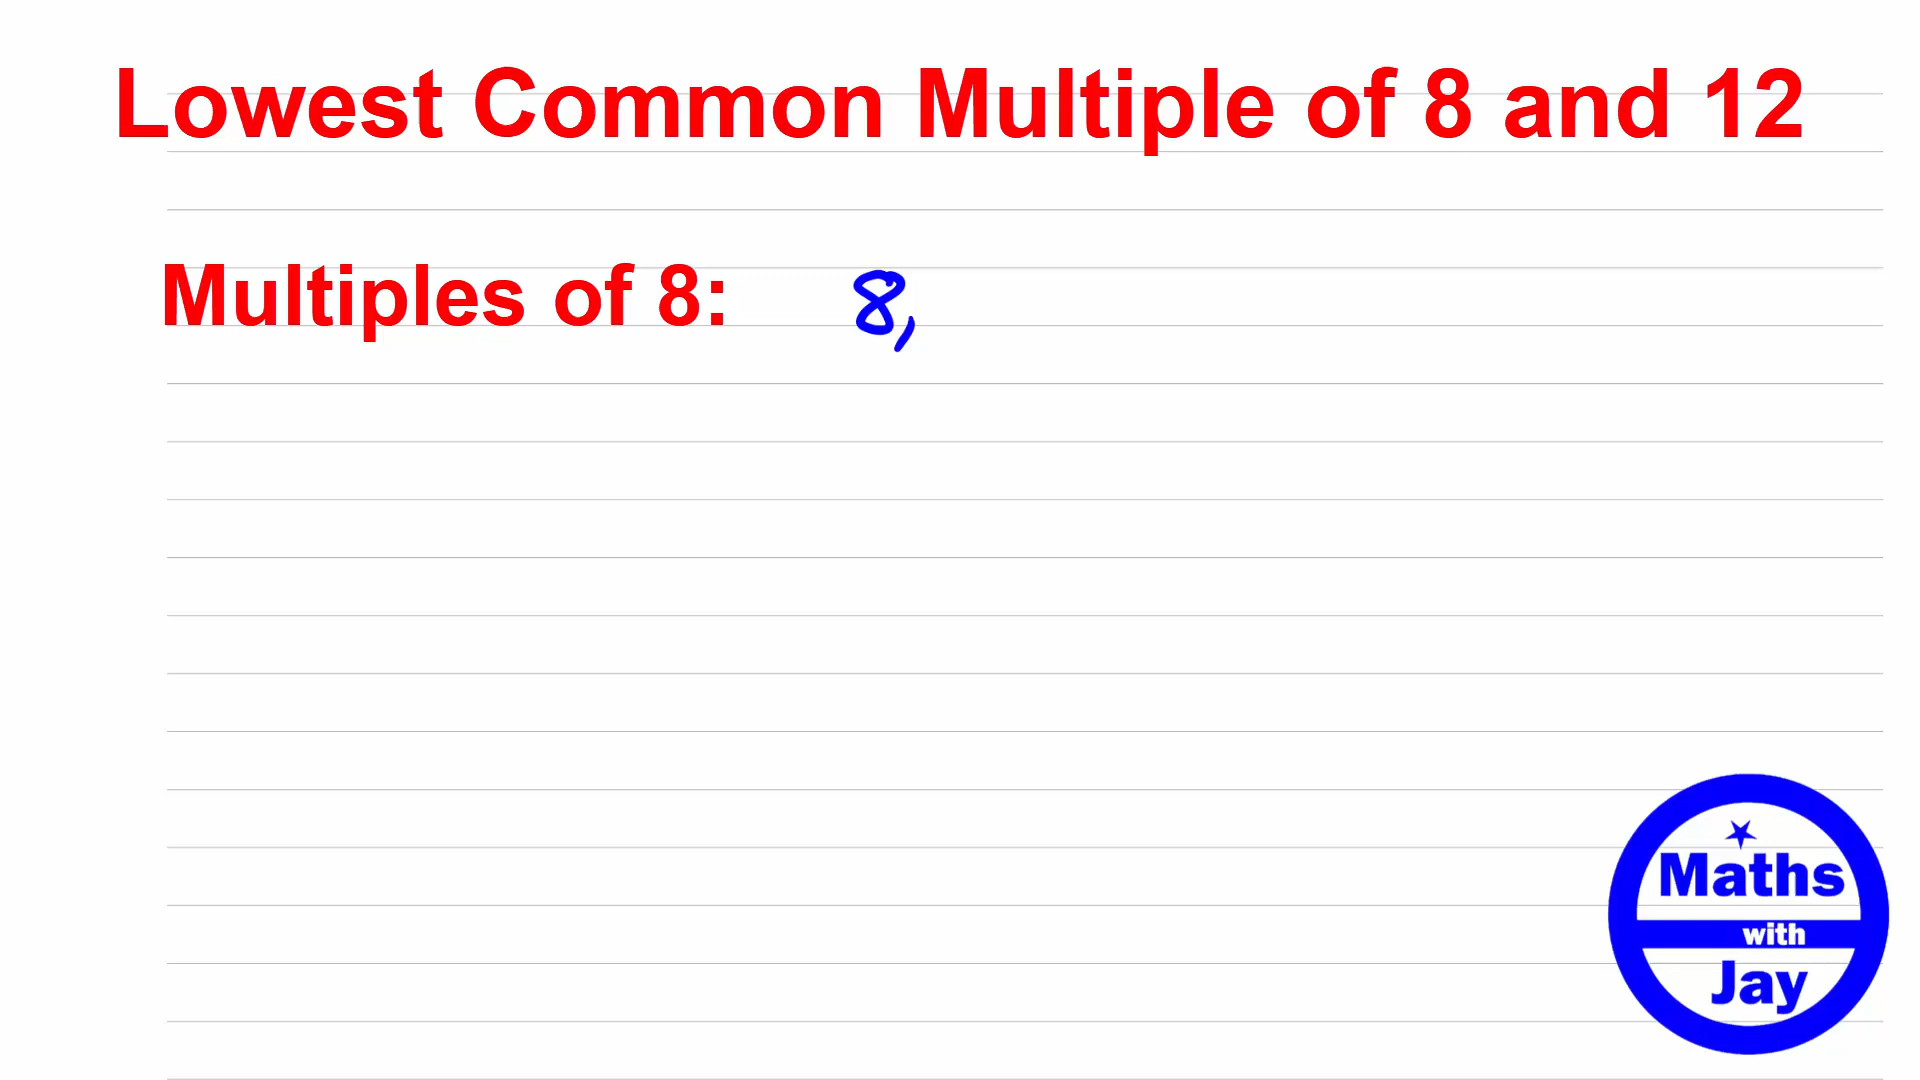 Lowest Common Multiple of 8 and 12
Multiples of 8: 8,
Maths
with
Jay